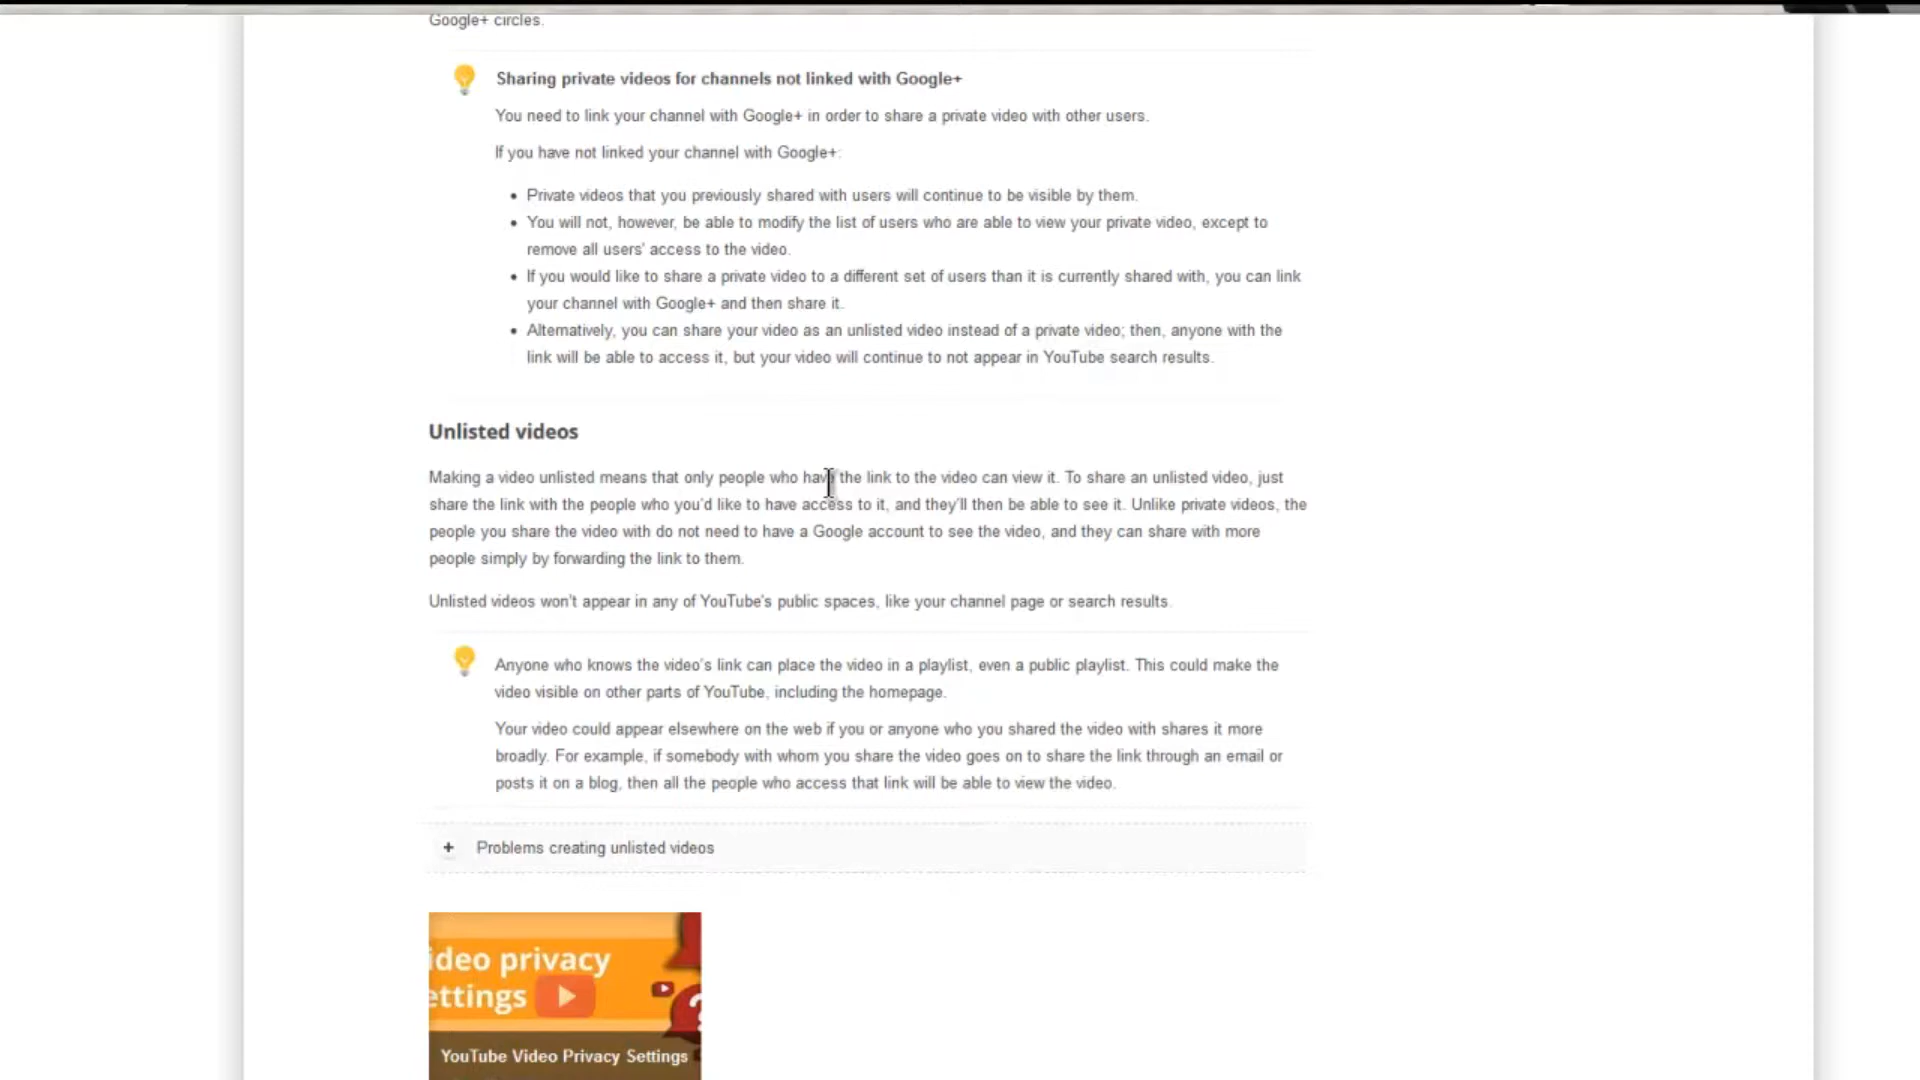 Google+ circles.
Sharing private videos for channels not linked with Google+
You need to link your channel with Google+ in order to share a private video with other users.
If you have not linked your channel with Google+:
• Private videos that you previously shared with users will continue to be visible by them.
• You will not, however, be able to modify the list of users who are able to view your private video, except to
remove all users' access to the video.
• If you would like to share a private video to a different set of users than it is currently shared with, you can link
your channel with Google+ and then share it.
• Alternatively, you can share your video as an unlisted video instead of a private video; then, anyone with the
link will be able to access it, but your video will continue to not appear in YouTube search results.
Unlisted videos
Making a video unlisted means that only people who have the link to the video can view it. To share an unlisted video, just
share the link with the people who you'd like to have access to it, and they'll then be able to see it. Unlike private videos, the
people you share the video with do not need to have a Google account to see the video, and they can share with more
people simply by forwarding the link to them.
Unlisted videos won't appear in any of YouTube's public spaces, like your channel page or search results.
Anyone who knows the video's link can place the video in a playlist, even a public playlist. This could make the
video visible on other parts of YouTube, including the homepage.
Your video could appear elsewhere on the web if you or anyone who you shared the video with shares it more
broadly. For example, if somebody with whom you share the video goes on to share the link through an email or
posts it on a blog, then all the people who access that link will be able to view the video.
+ Problems creating unlisted videos
ideo privacy
ettings
?
YouTube Video Privacy Settings